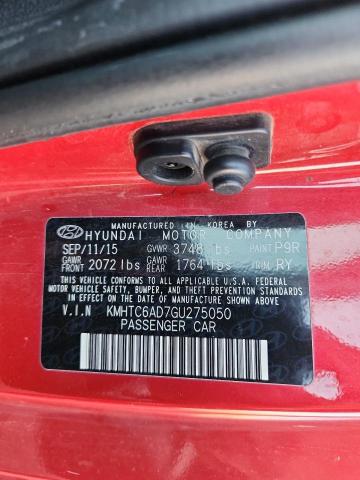 MANUFACTURED IN KOREA BY
HYUNDAI MOTOR COMPANY
SEP/11/15 GVWR 3748 lbs PAINT P9R
GAWR FRONT 2072 lbs GAWR REAR 1764 lbs TRIM RY
THIS VEHICLE CONFORMS TO ALL APPLICABLE U.S. FEDERAL MOTOR VEHICLE
SAFETY, BUMPER, AND THEFT PREVENTION STANDARDS
IN EFFECT ON THE DATE OF MANUFACTURE SHOWN ABOVE.
V.I.N KMHTC6AD7GU275050
PASSENGER CAR